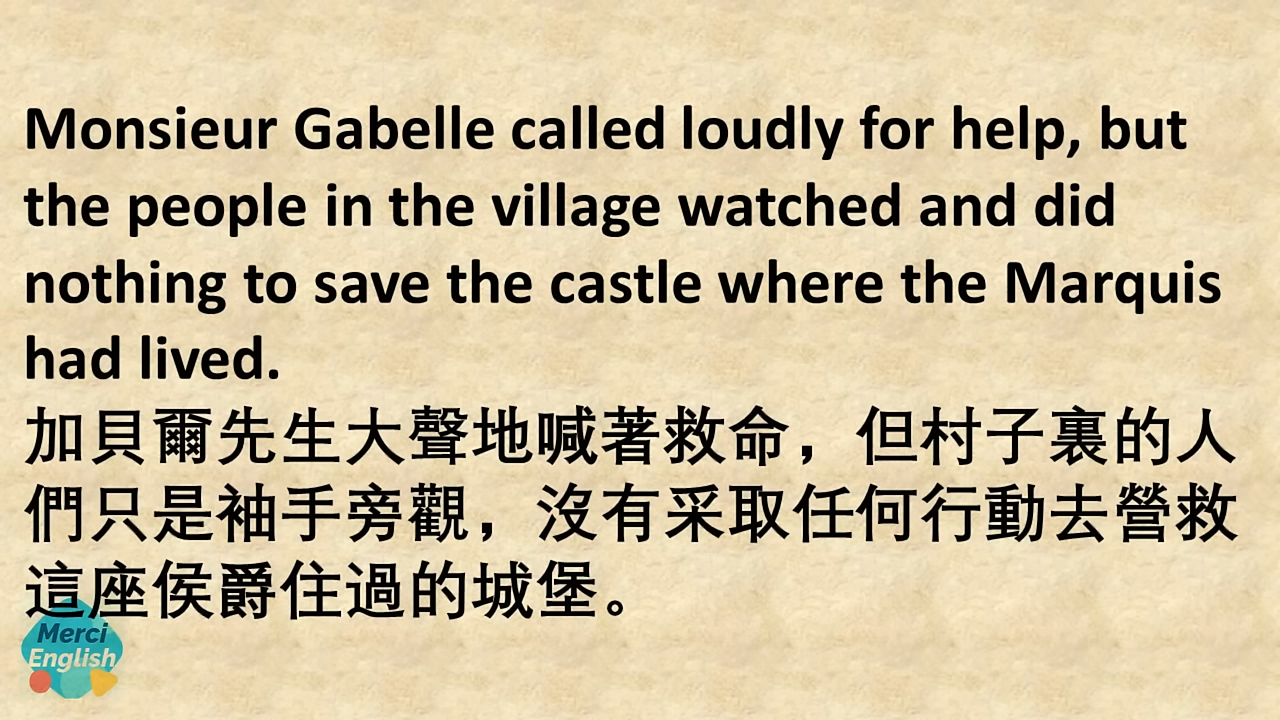 Monsieur Gabelle called loudly for help, but
the people in the village watched and did
nothing to save the castle where the Marquis
had lived.
加貝爾先生大聲地喊著救命，但村子裏的人
們只是袖手旁觀，沒有采取任何行動去營救
這座侯爵住過的城堡。
Merci
English